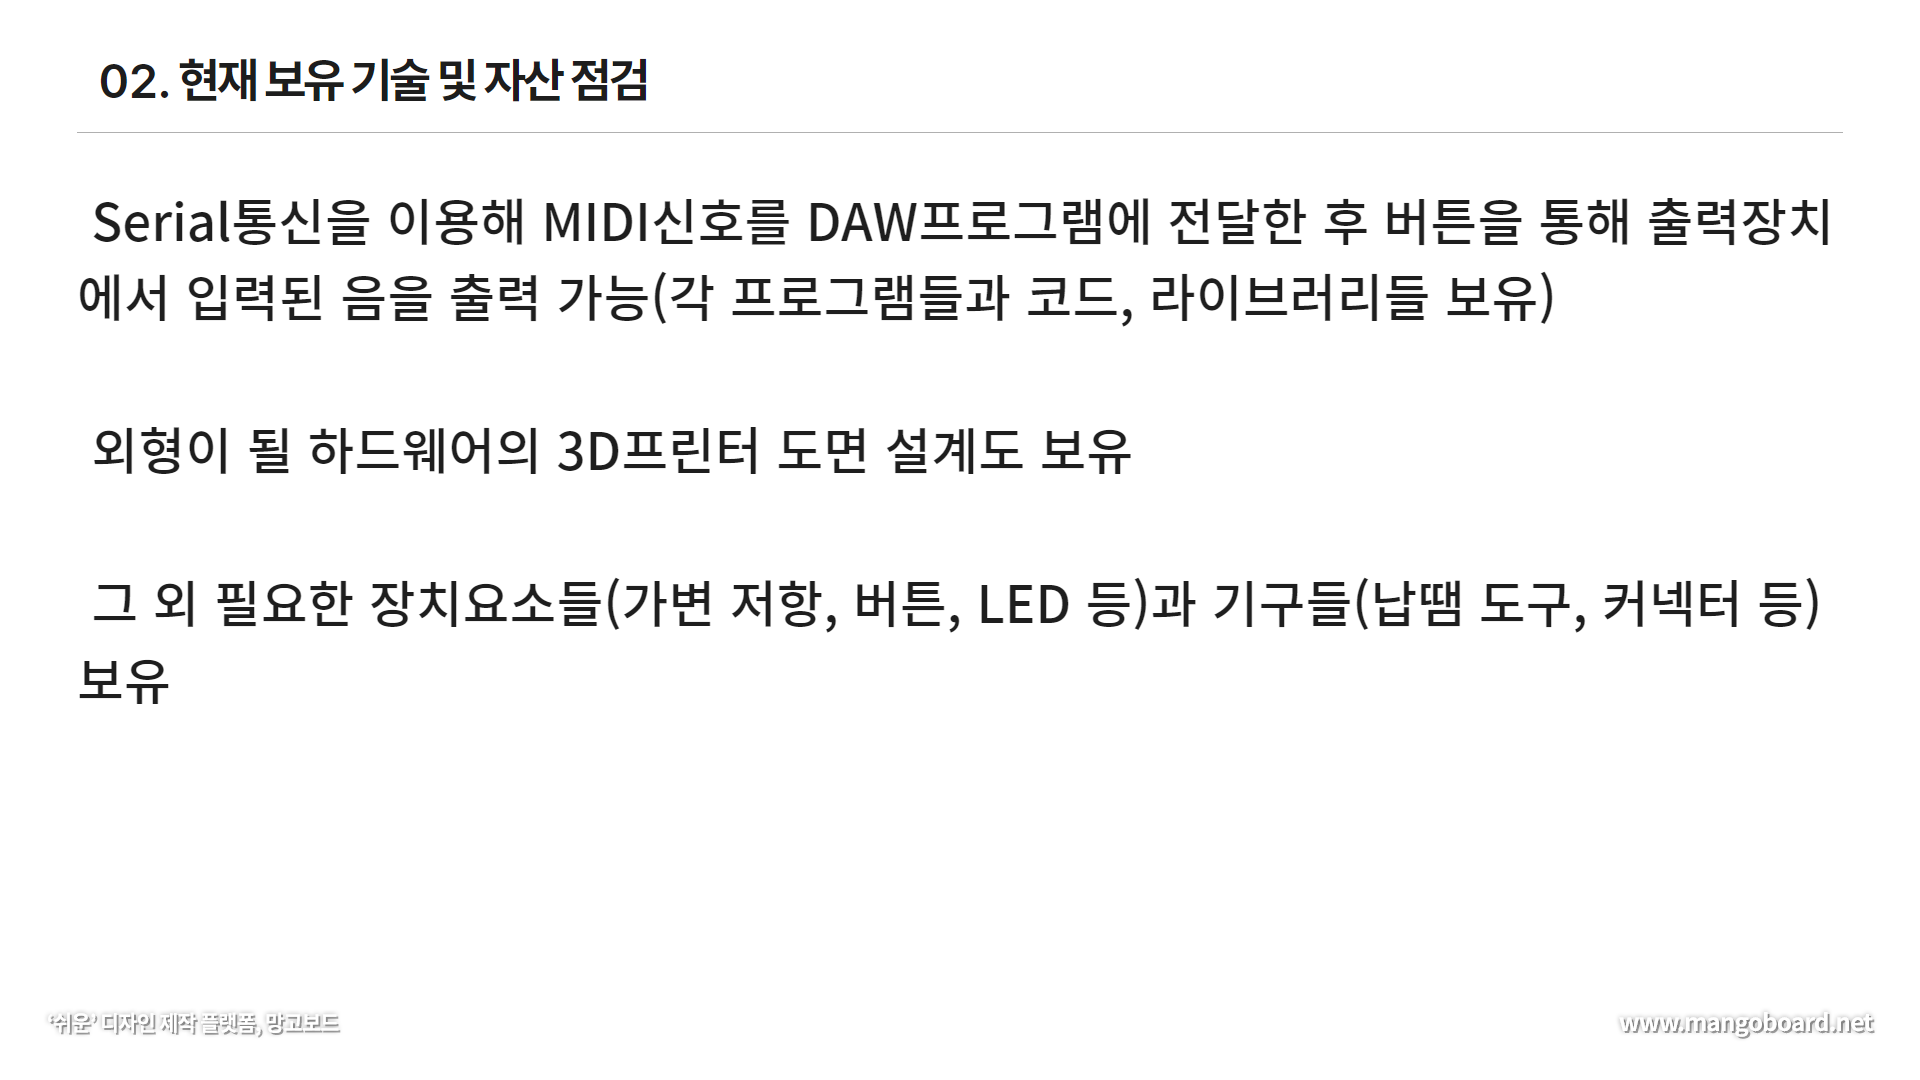 02. 현재 보유 기술 및 자산 점검
Serial통신을 이용해 MIDI신호를 DAW프로그램에 전달한 후 버튼을 통해 출력장치
에서 입력된 음을 출력 가능(각 프로그램들과 코드, 라이브러리들 보유)
외형이 될 하드웨어의 3D프린터 도면 설계도 보유
그 외 필요한 장치요소들(가변 저항, 버튼, LED 등)과 기구들(납땜 도구, 커넥터 등)
보유
‘쉬운’ 디자인 제작 플랫폼, 망고보드
www.mangoboard.net